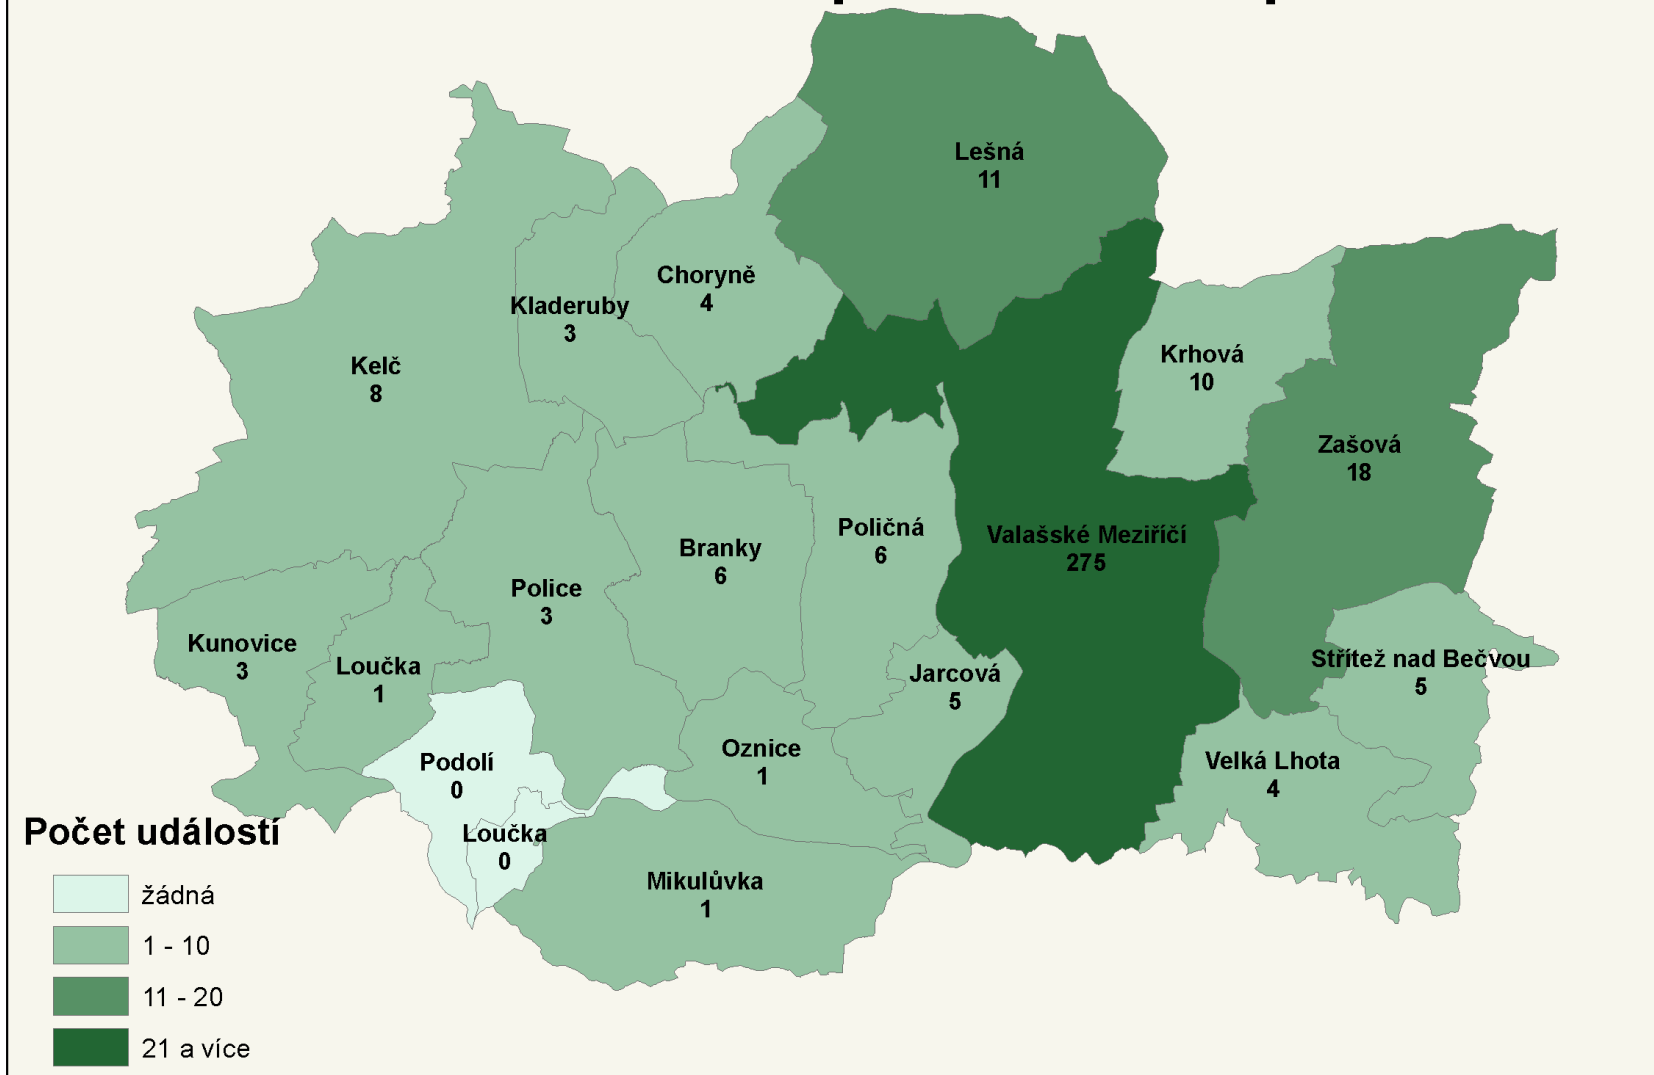 Lešná
11
Choryně
4
Kladeruby
3
Krhová
10
Kelč
8
Zašová
18
Valašské Meziříčí
275
Poličná
6
Branky
6
Police
3
Kunovice
3
Loučka
1
Jarcová
5
Střítež nad Bečvou
5
Oznice
1
Podolí
0
Velká Lhota
4
Loučka
0
Mikulůvka
1
Počet událostí
žádná
1 - 10
11 - 20
21 a více